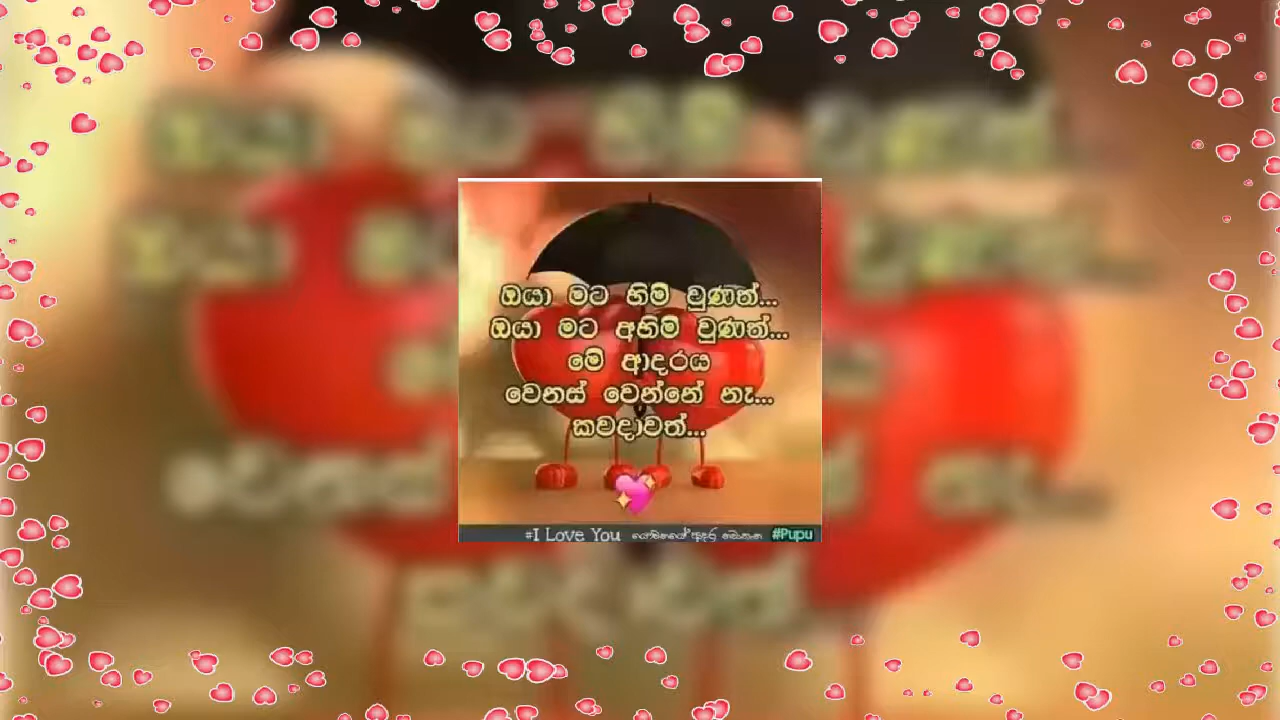 ඔයා මට හිමි වුණත්...
ඔයා මට අහිමි වුණත්...
මේ ආදරය
වෙනස් වෙන්නේ නෑ...
කවදාවත්...
#I Love You
#Pupu